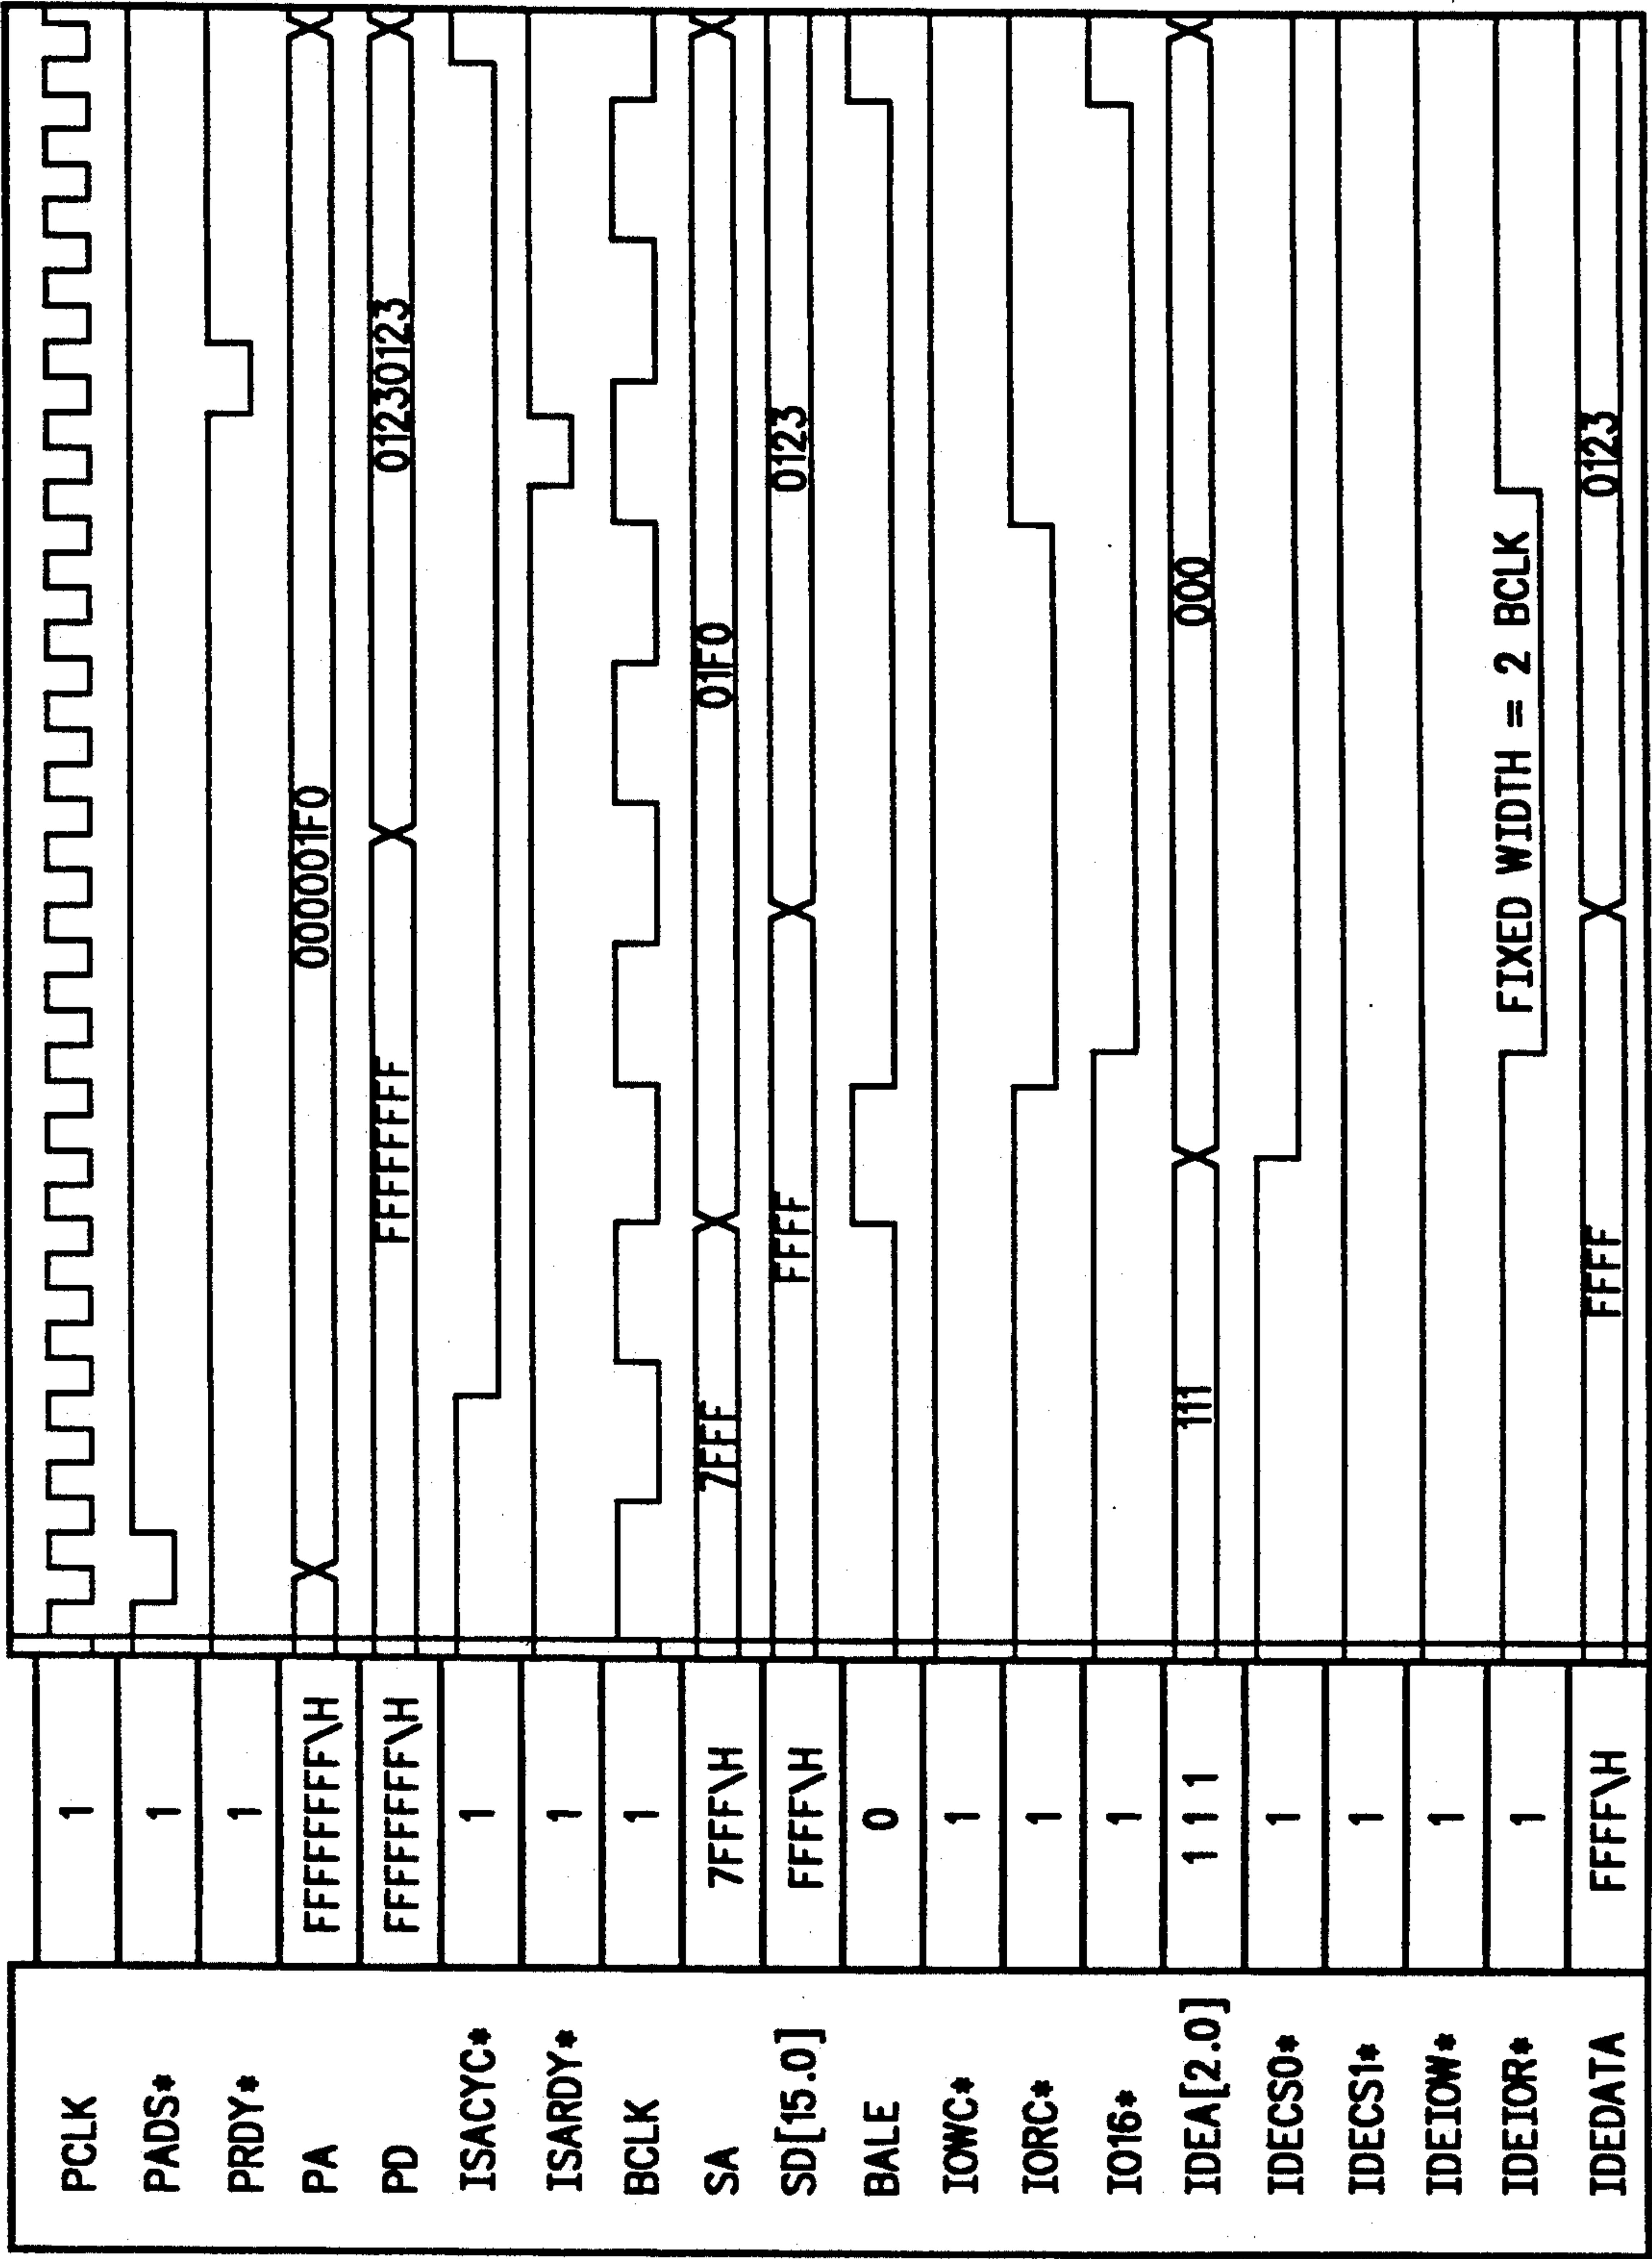 PCLK 1
PADS* 1
PRDY* 1
PA FFFFFFFF\H 000001F0
PD FFFFFFFF\H FFFFFFFF 01230123
ISACYC* 1
ISARDY* 1
BCLK 1
SA 7FFF\H 7FFF 01F0
SD[15.0] FFFF\H FFFF 0123
BALE 0
IOWC* 1
IORC* 1
IO16* 1
IDEA[2.0] 1 1 1 111 000
IDECS0* 1
IDECS1* 1
IDEIOW* 1
IDEIOR* 1 FIXED WIDTH = 2 BCLK
IDEDATA FFFF\H FFFF 0123